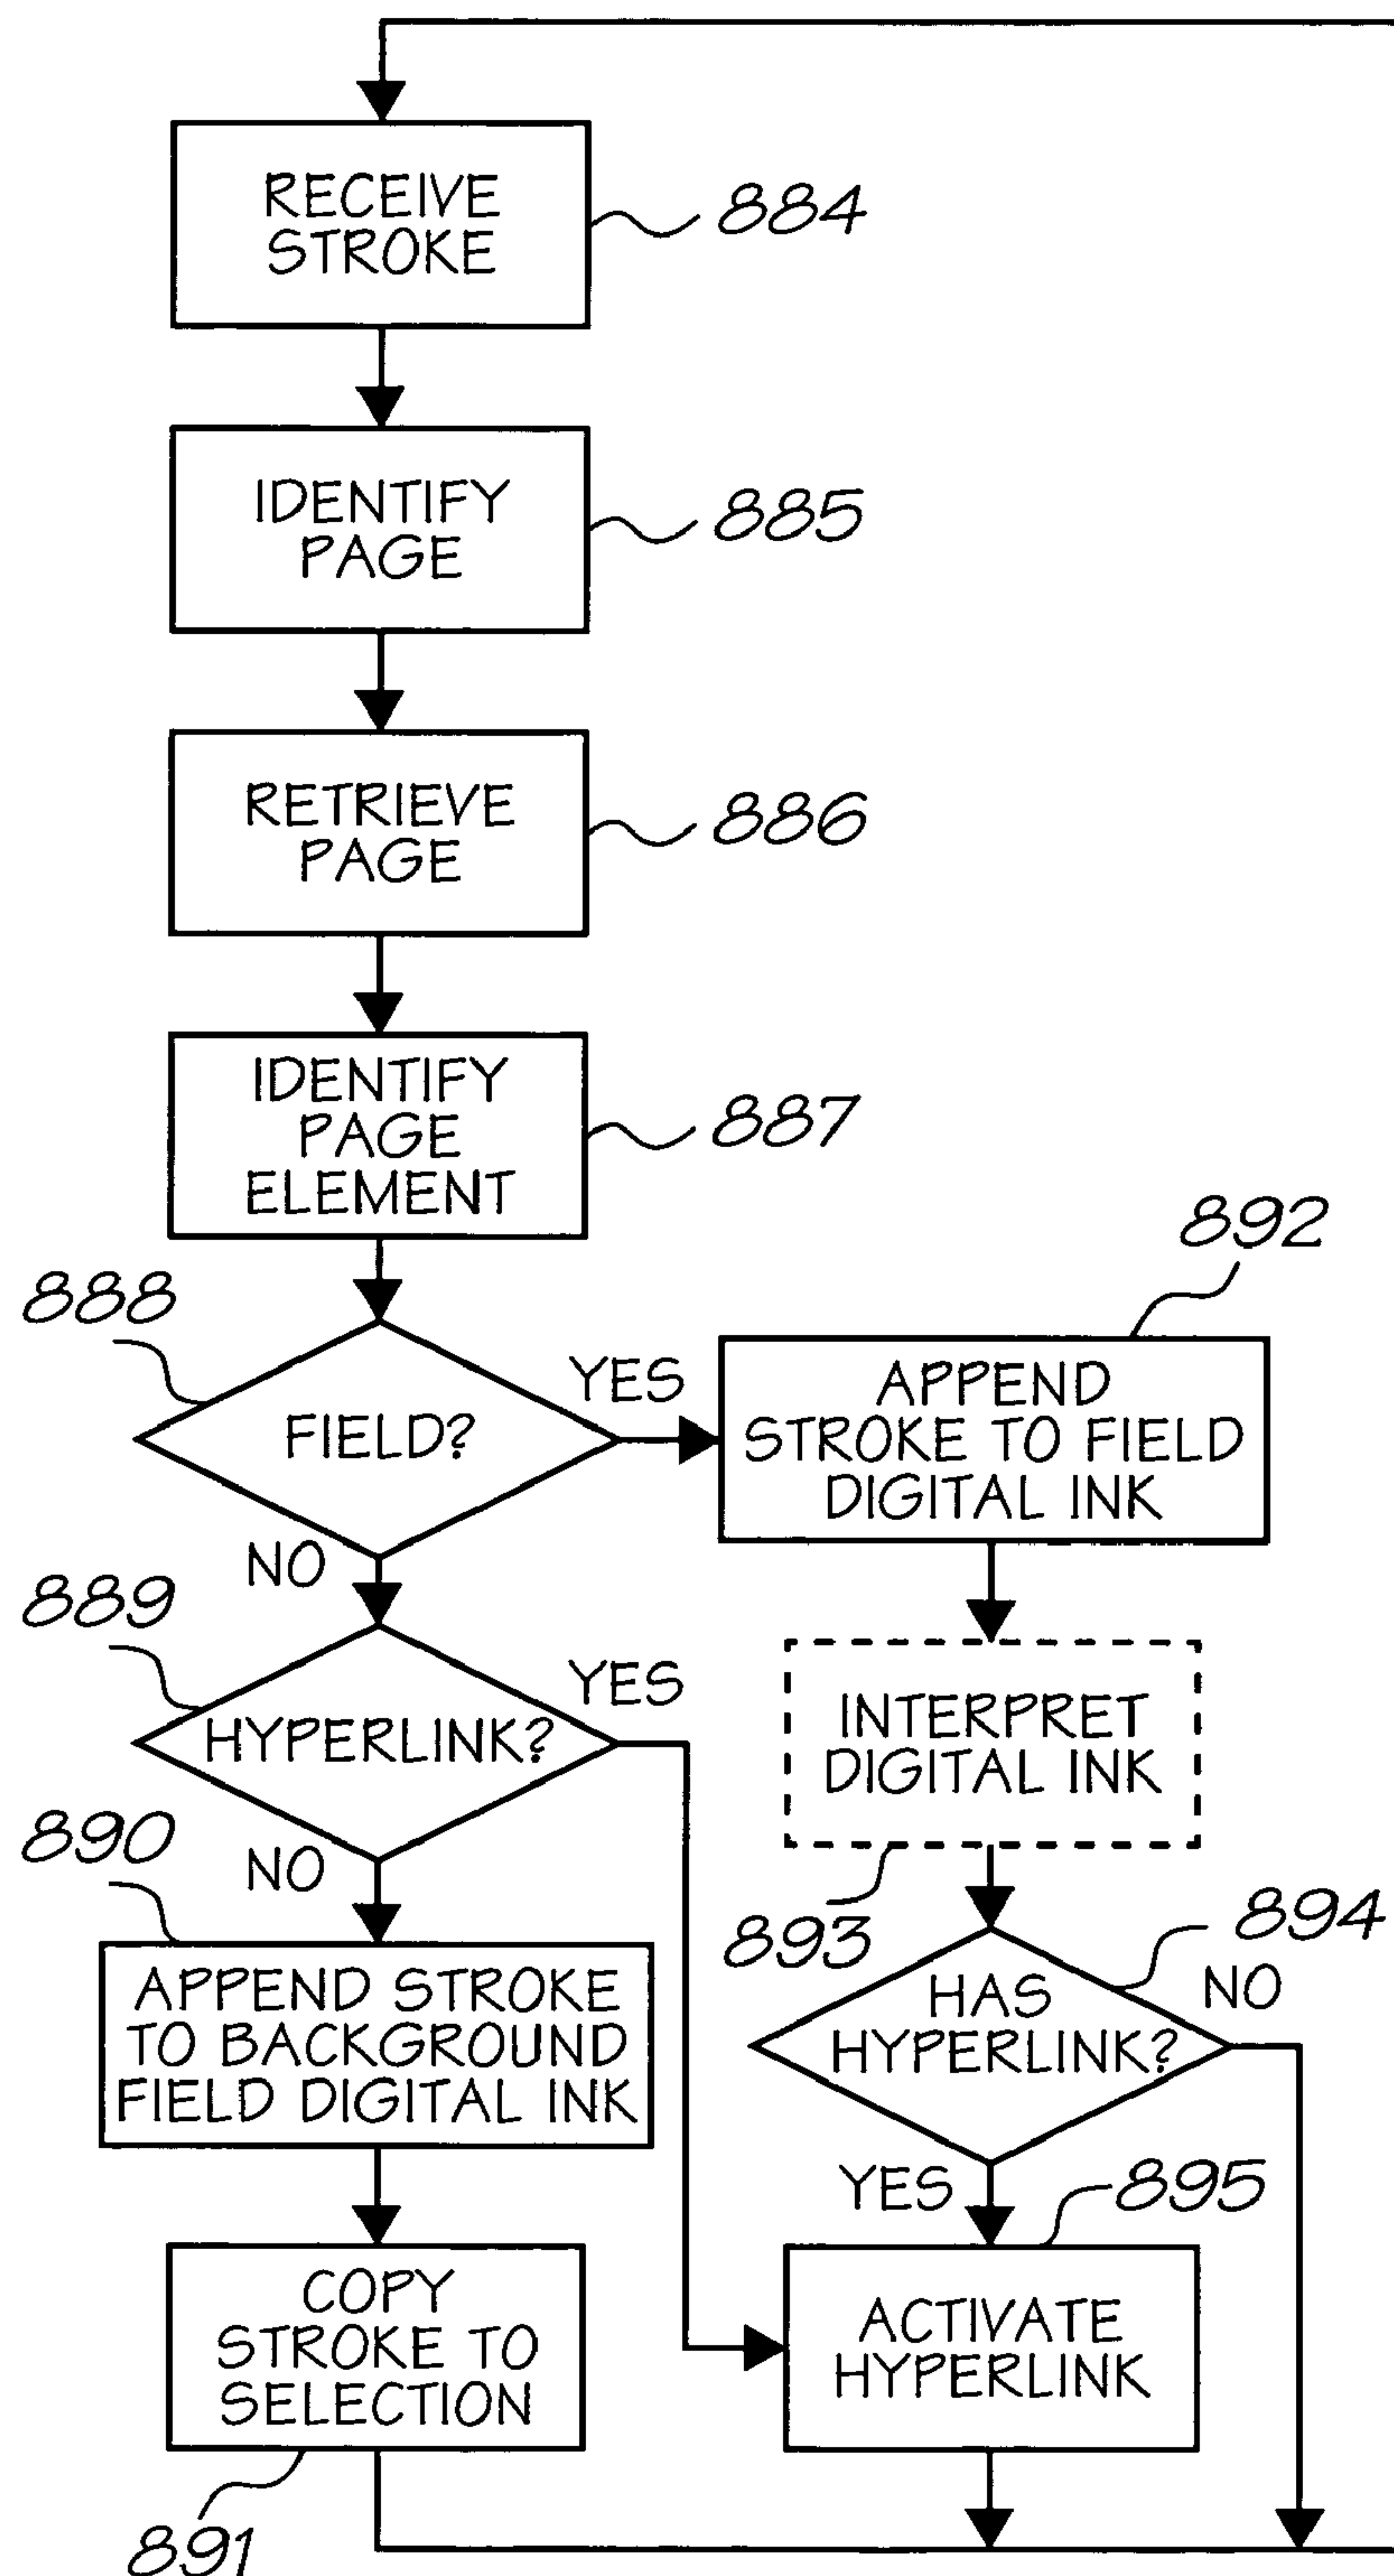 RECEIVE
STROKE
884
IDENTIFY
PAGE
885
RETRIEVE
PAGE
886
IDENTIFY
PAGE
ELEMENT
887
888
FIELD?
YES
NO
892
APPEND
STROKE TO FIELD
DIGITAL INK
889
HYPERLINK?
YES
NO
INTERPRET
DIGITAL INK
893
890
APPEND STROKE
TO BACKGROUND
FIELD DIGITAL INK
894
HAS
HYPERLINK?
NO
YES
895
COPY
STROKE TO
SELECTION
891
ACTIVATE
HYPERLINK